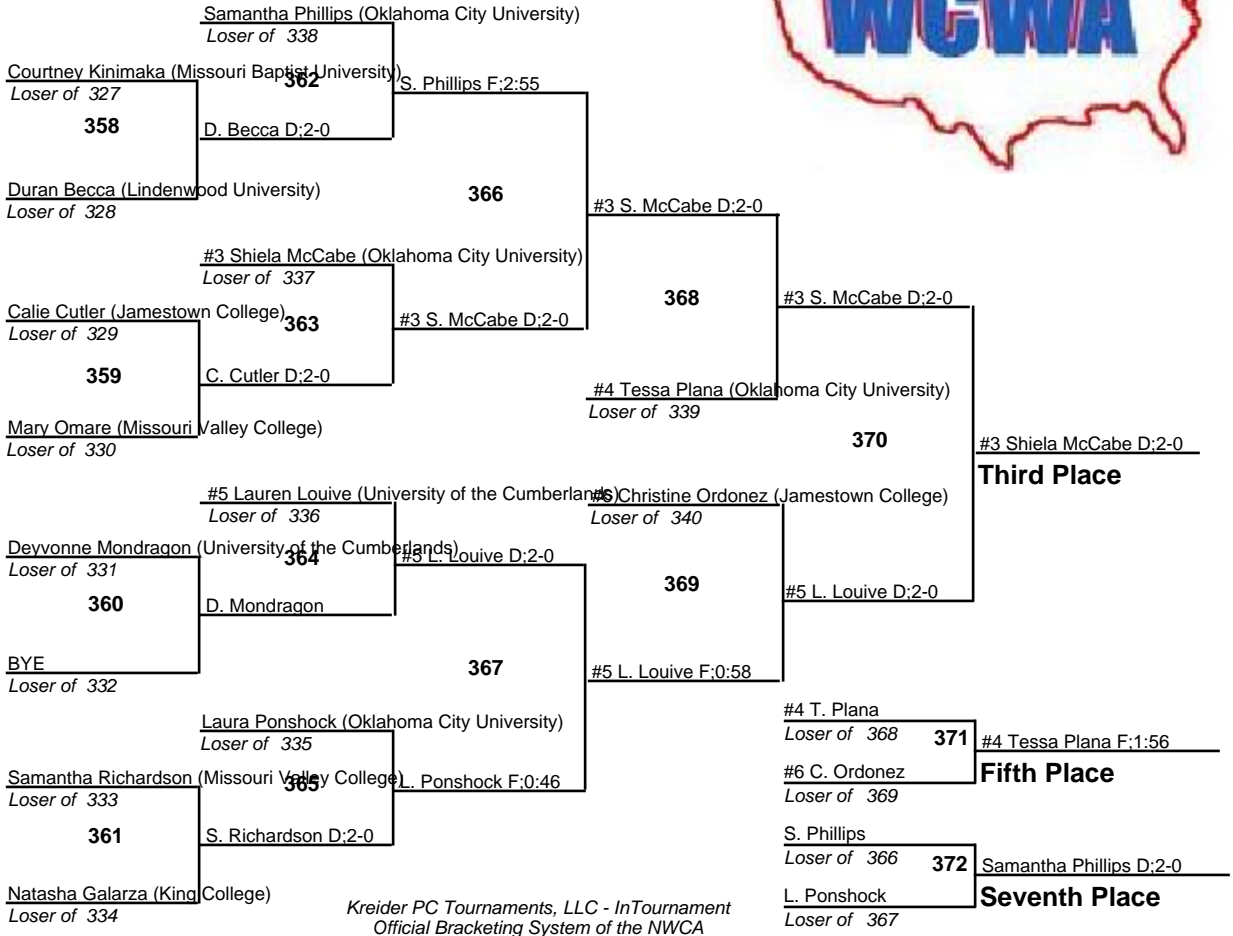 WCWA
Samantha Phillips (Oklahoma City University)
Loser of 338
Courtney Kinimaka (Missouri Baptist University)
362
Loser of 327
S. Phillips F;2:55
358
D. Becca D;2-0
Duran Becca (Lindenwood University)
Loser of 328
366
#3 S. McCabe D;2-0
#3 Shiela McCabe (Oklahoma City University)
Loser of 337
Calie Cutler (Jamestown College)
363
Loser of 329
#3 S. McCabe D;2-0
368
#3 S. McCabe D;2-0
359
C. Cutler D;2-0
#4 Tessa Plana (Oklahoma City University)
Loser of 339
Mary Omare (Missouri Valley College)
Loser of 330
370
#3 Shiela McCabe D;2-0
Third Place
#5 Lauren Louive (University of the Cumberlands)
Loser of 336
#6 Christine Ordonez (Jamestown College)
Loser of 340
Deyvonne Mondragon (University of the Cumberlands)
364
Loser of 331
#5 L. Louive D;2-0
369
#5 L. Louive D;2-0
360
D. Mondragon
BYE
Loser of 332
367
#5 L. Louive F;0:58
Laura Ponshock (Oklahoma City University)
Loser of 335
Samantha Richardson (Missouri Valley College)
365
Loser of 333
L. Ponshock F;0:46
361
S. Richardson D;2-0
Natasha Galarza (King College)
Loser of 334
#4 T. Plana
Loser of 368
371
#4 Tessa Plana F;1:56
Fifth Place
#6 C. Ordonez
Loser of 369
S. Phillips
Loser of 366
372
Samantha Phillips D;2-0
Seventh Place
L. Ponshock
Loser of 367
Kreider PC Tournaments, LLC - InTournament
Official Bracketing System of the NWCA